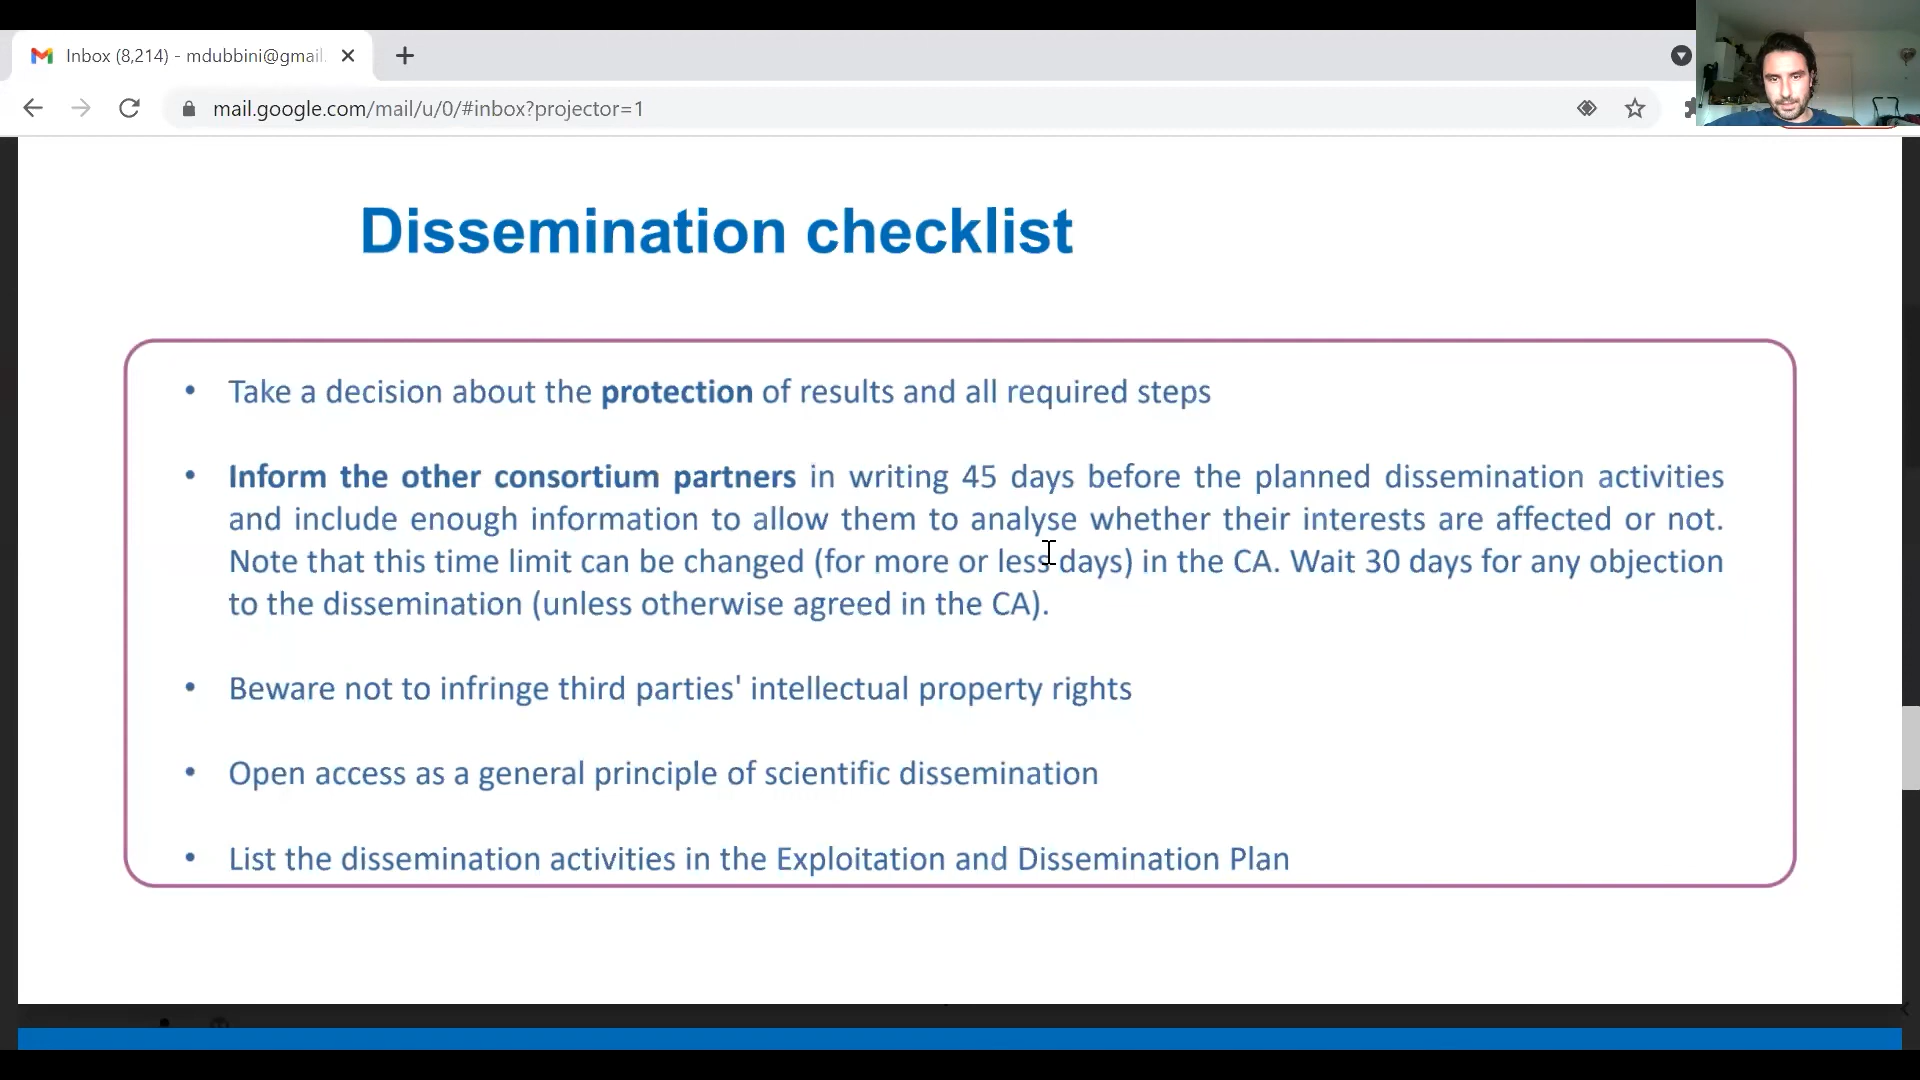 Inbox (8,214) - mdubbini@gmail.
mail.google.com/mail/u/0/#inbox?projector=1
Dissemination checklist
• Take a decision about the protection of results and all required steps
• Inform the other consortium partners in writing 45 days before the planned dissemination activities
and include enough information to allow them to analyse whether their interests are affected or not.
Note that this time limit can be changed (for more or less days) in the CA. Wait 30 days for any objection
to the dissemination (unless otherwise agreed in the CA).
• Beware not to infringe third parties' intellectual property rights
• Open access as a general principle of scientific dissemination
• List the dissemination activities in the Exploitation and Dissemination Plan